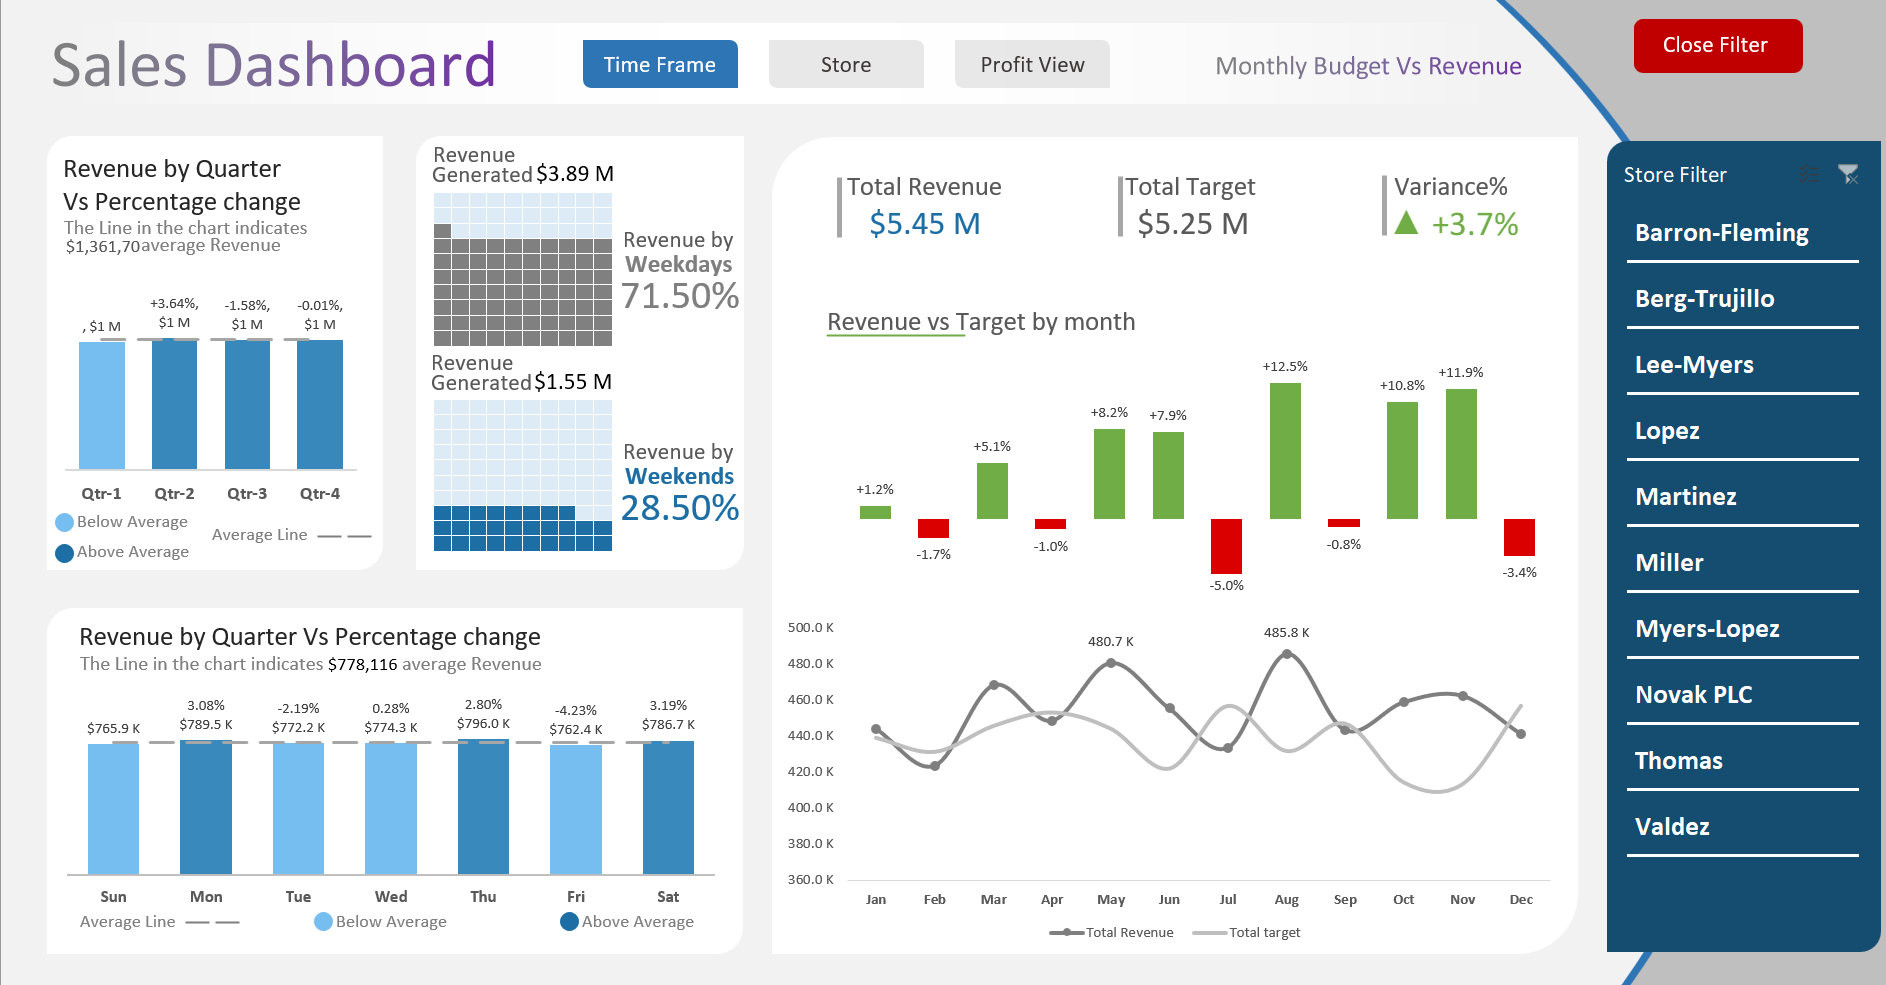 Sales Dashboard
Time Frame
Store
Profit View
Monthly Budget Vs Revenue
Close Filter
Revenue by Quarter
Vs Percentage change
The Line in the chart indicates
$1,361,70 average Revenue
, $1 M
+3.64%,
$1 M
-1.58%,
$1 M
-0.01%,
$1 M
Qtr-1 Qtr-2 Qtr-3 Qtr-4
Below Average
Average Line
Above Average
Revenue
Generated $3.89 M
Revenue by
Weekdays
71.50%
Revenue
Generated $1.55 M
Revenue by
Weekends
28.50%
Revenue by Quarter Vs Percentage change
The Line in the chart indicates $778,116 average Revenue
$765.9 K
3.08%
$789.5 K
-2.19%
$772.2 K
0.28%
$774.3 K
2.80%
$796.0 K
-4.23%
$762.4 K
3.19%
$786.7 K
Sun Mon Tue Wed Thu Fri Sat
Average Line
Below Average
Above Average
Total Revenue
$5.45 M
Total Target
$5.25 M
Variance%
+3.7%
Revenue vs Target by month
+1.2%
-1.7%
+5.1%
-1.0%
+8.2%
+7.9%
-5.0%
+12.5%
-0.8%
+10.8%
+11.9%
-3.4%
500.0 K
480.0 K
460.0 K
440.0 K
420.0 K
400.0 K
380.0 K
360.0 K
480.7 K
485.8 K
Jan Feb Mar Apr May Jun Jul Aug Sep Oct Nov Dec
Total Revenue
Total target
Store Filter
Barron-Fleming
Berg-Trujillo
Lee-Myers
Lopez
Martinez
Miller
Myers-Lopez
Novak PLC
Thomas
Valdez